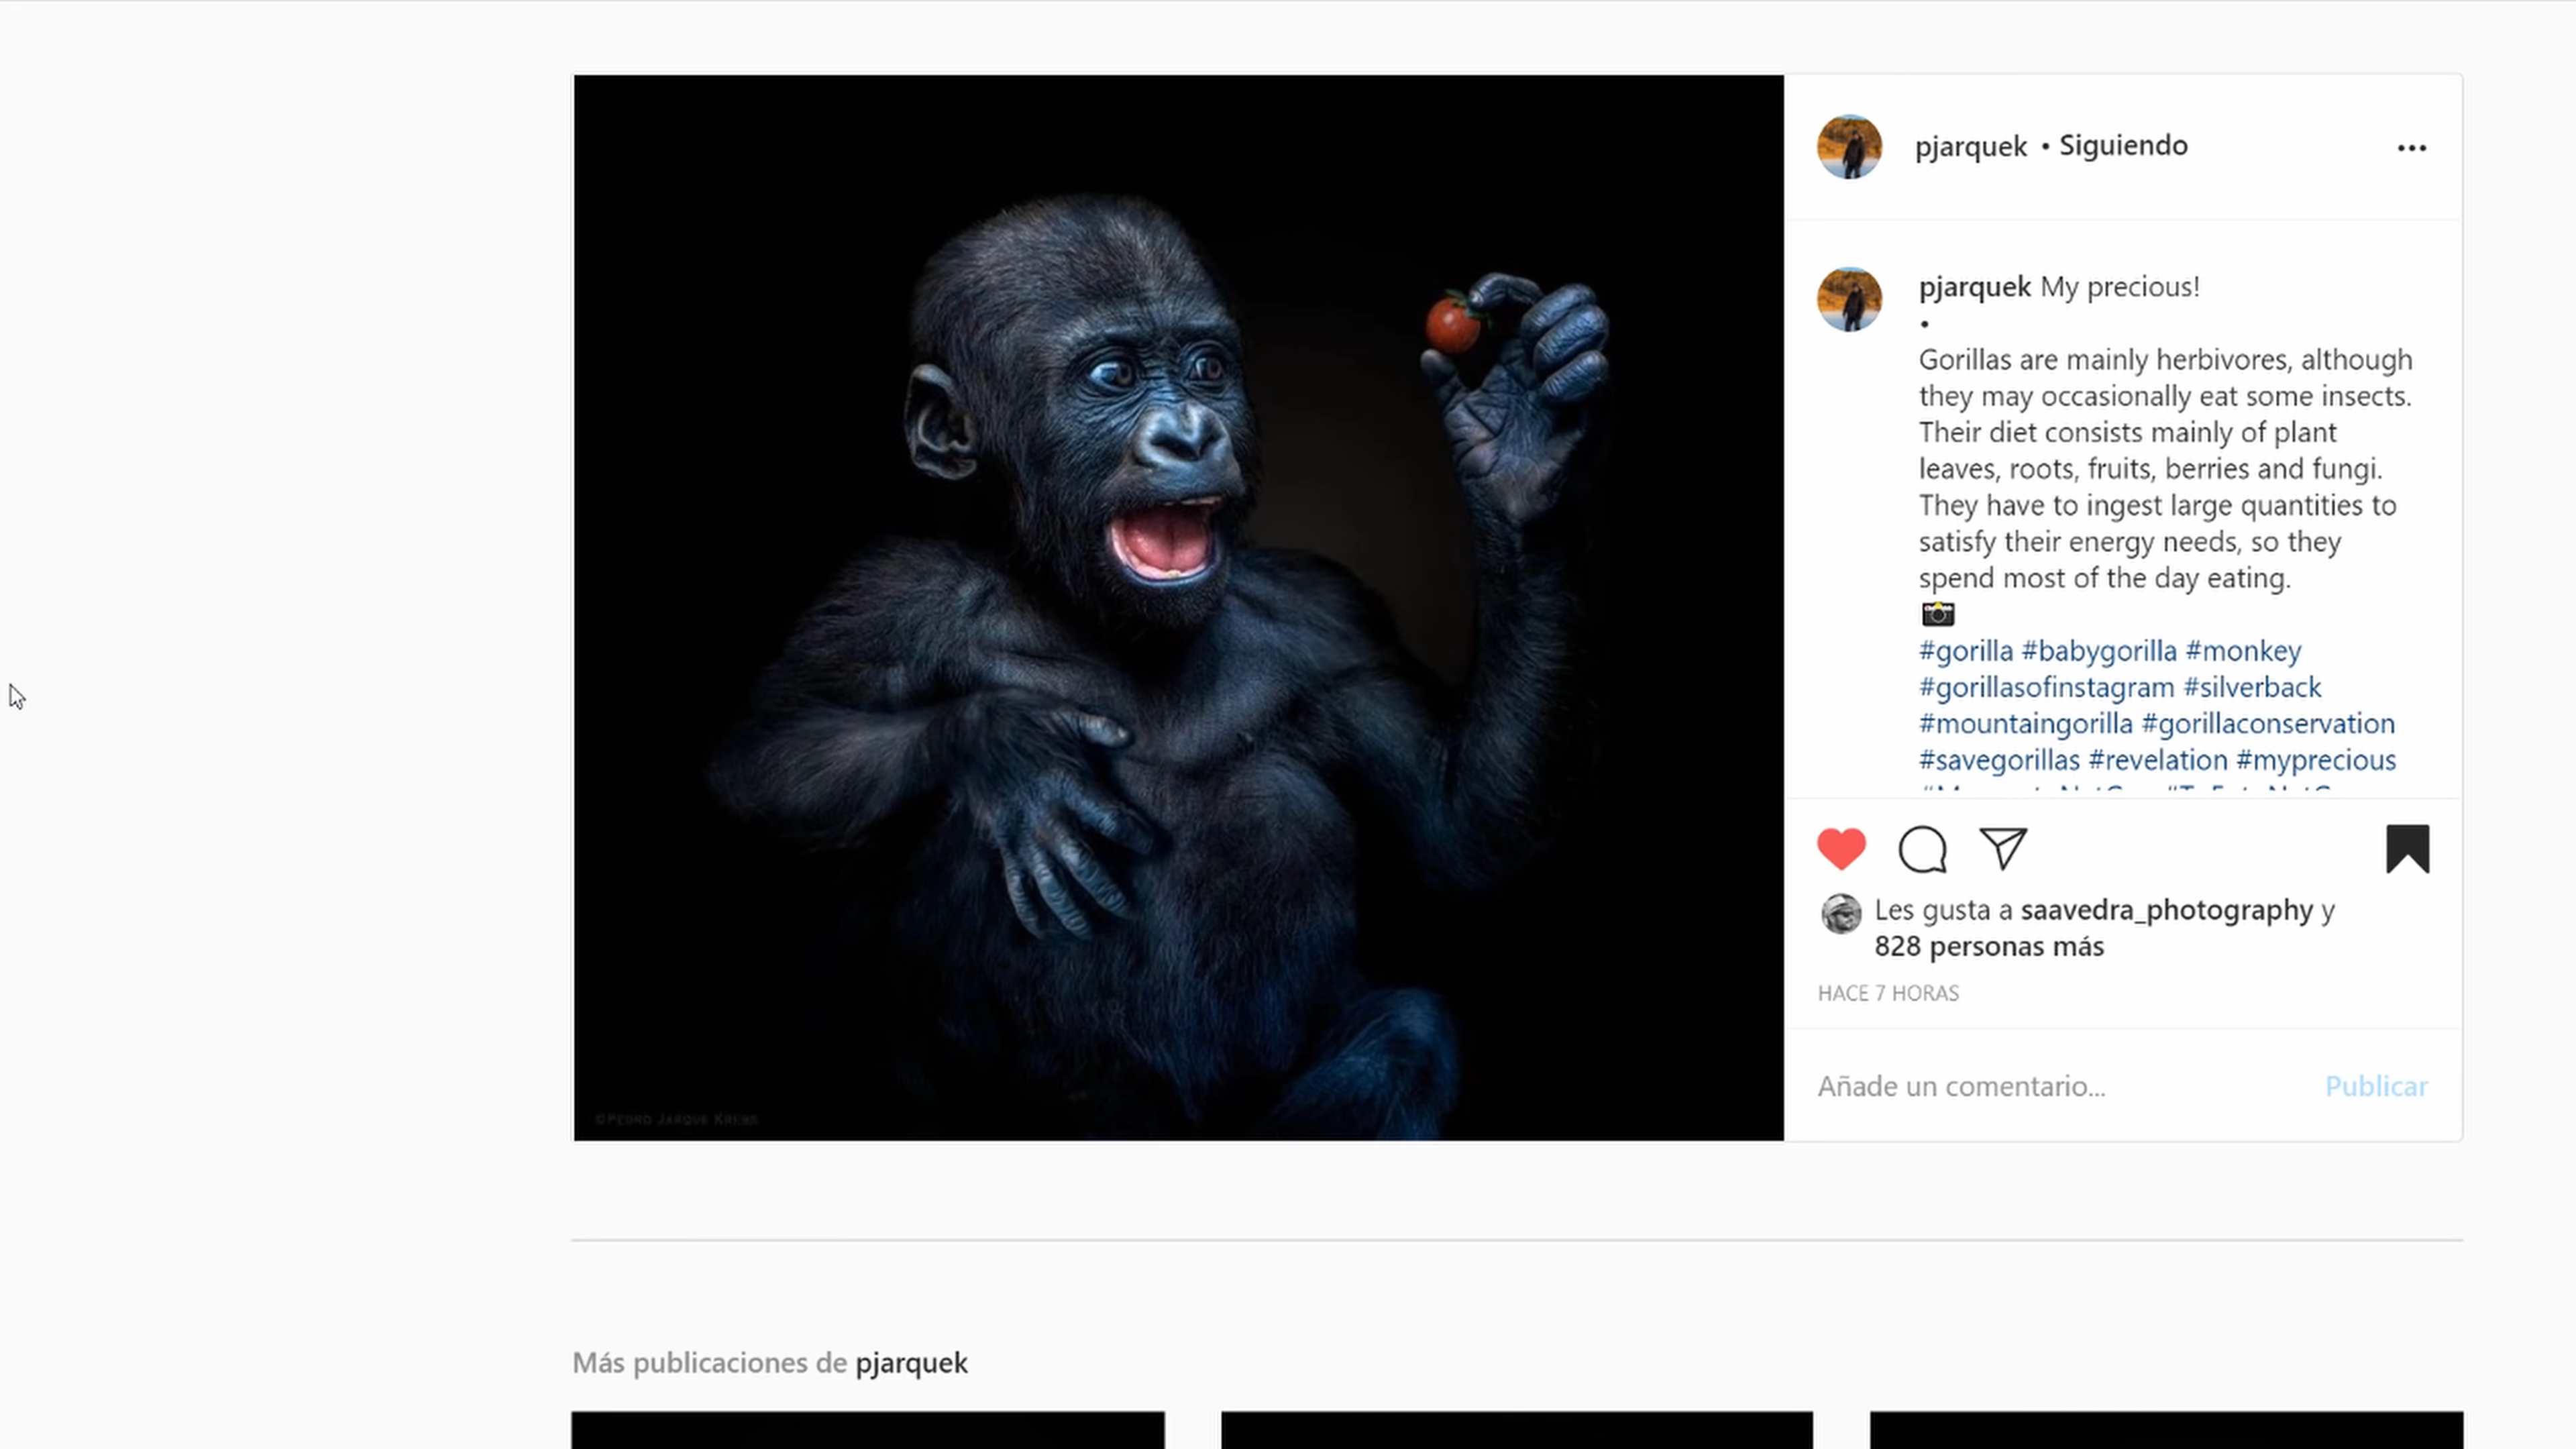 pjarquek • Siguiendo
pjarquek My precious!
•
Gorillas are mainly herbivores, although
they may occasionally eat some insects.
Their diet consists mainly of plant
leaves, roots, fruits, berries and fungi.
They have to ingest large quantities to
satisfy their energy needs, so they
spend most of the day eating.
📸
#gorilla #babygorilla #monkey
#gorillasofinstagram #silverback
#mountaingorilla #gorillaconservation
#savegorillas #revelation #myprecious
Les gusta a saavedra_photography y
828 personas más
HACE 7 HORAS
Añade un comentario...
Publicar
©Pedro Jarque Krebs
Más publicaciones de pjarquek